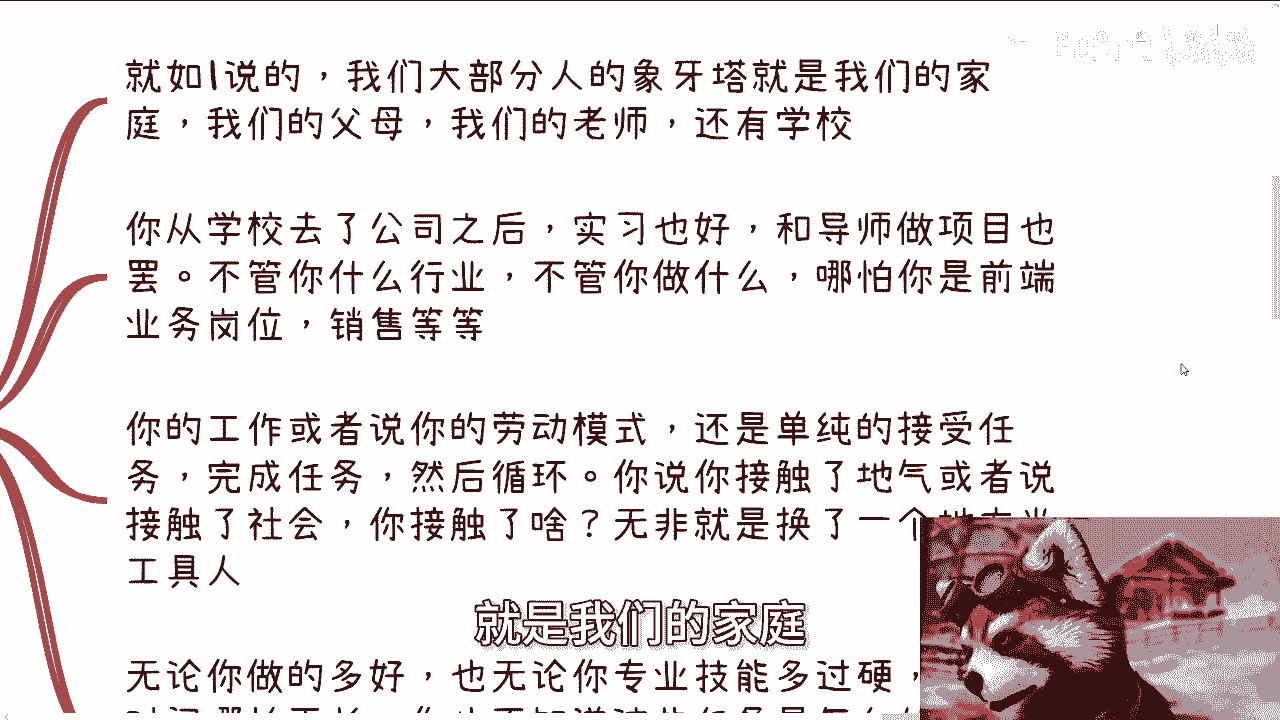 就如1说的，我们大部分人的象牙塔就是我们的家
庭，我们的父母，我们的老师，还有学校
你从学校去了公司之后，实习也好，和导师做项目也
罢。不管你什么行业，不管你做什么，哪怕你是前端
业务岗位，销售等等
你的工作或者说你的劳动模式，还是单纯的接受任
务，完成任务，然后循环。你说你接触了地气或者说
接触了社会，你接触了啥？无非就是换了一个
工具人
就是我们的家庭
无论你做的多好，也无论你专业技能多过硬，